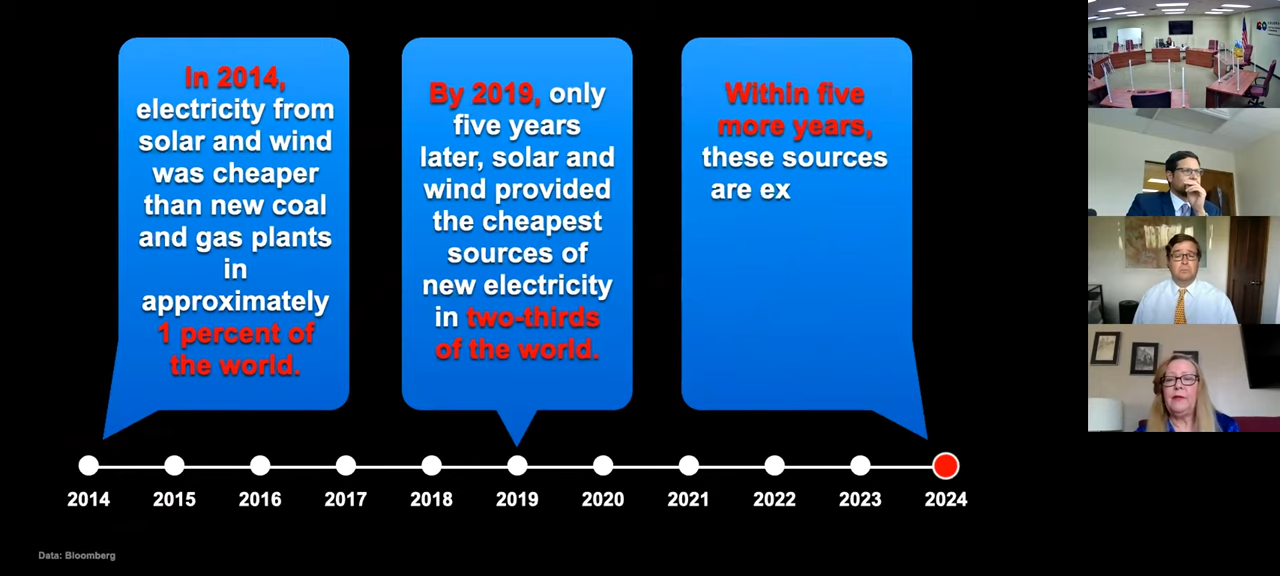 In 2014,
electricity from
solar and wind
was cheaper
than new coal
and gas plants
in
approximately
1 percent of
the world.
By 2019, only
five years
later, solar and
wind provided
the cheapest
sources of
new electricity
in two-thirds
of the world.
Within five
more years,
these sources
are ex
2014
2015
2016
2017
2018
2019
2020
2021
2022
2023
2024
Data: Bloomberg